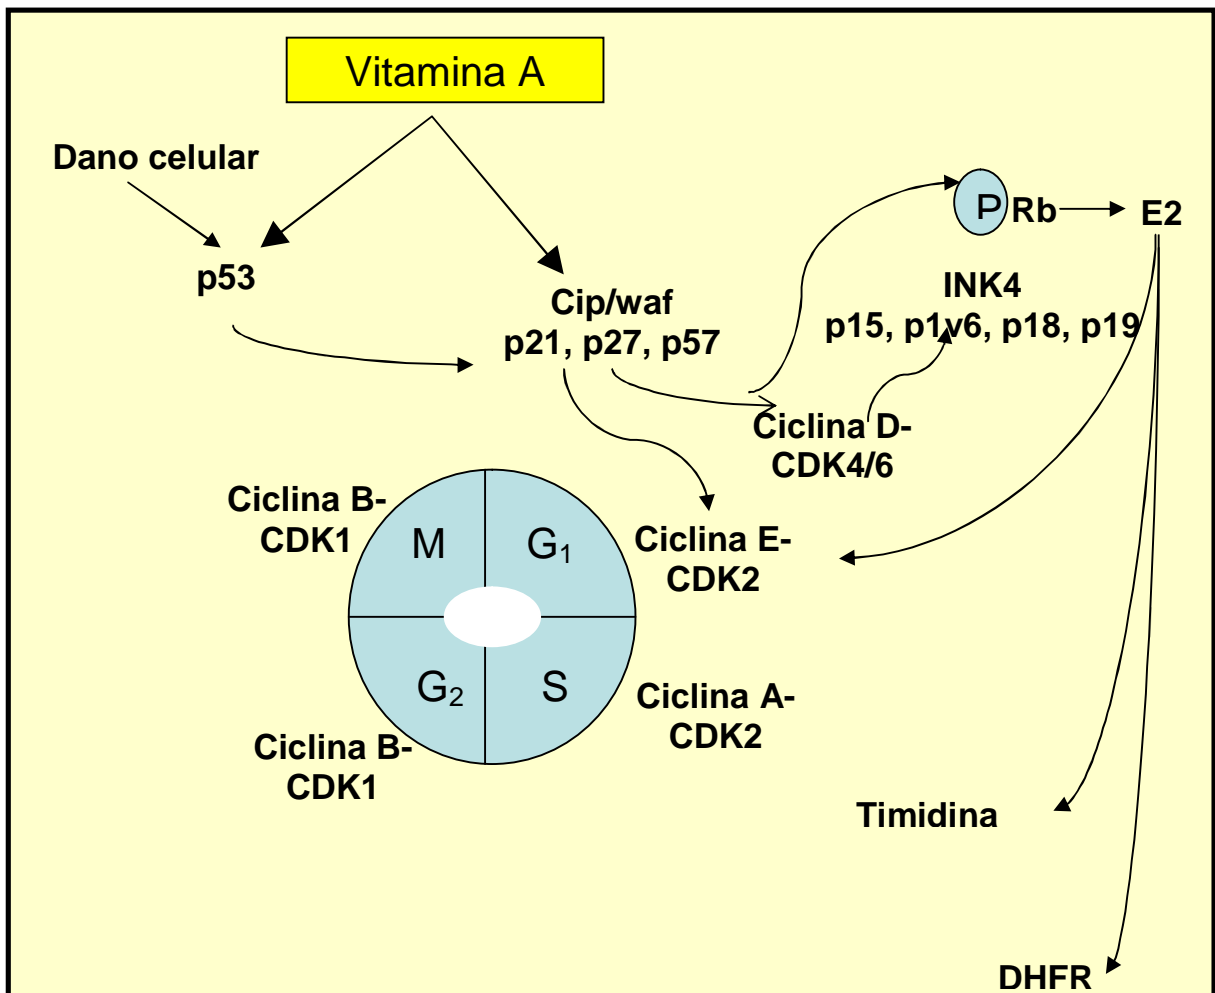 Vitamina A
Dano celular
P Rb
E2
p53
INK4
Cip/waf
p15, p1v6, p18, p19
p21, p27, p57
Ciclina D-
CDK4/6
Ciclina B-
CDK1
M
G₁
Ciclina E-
CDK2
G₂
S
Ciclina A-
CDK2
Ciclina B-
CDK1
Timidina
DHFR